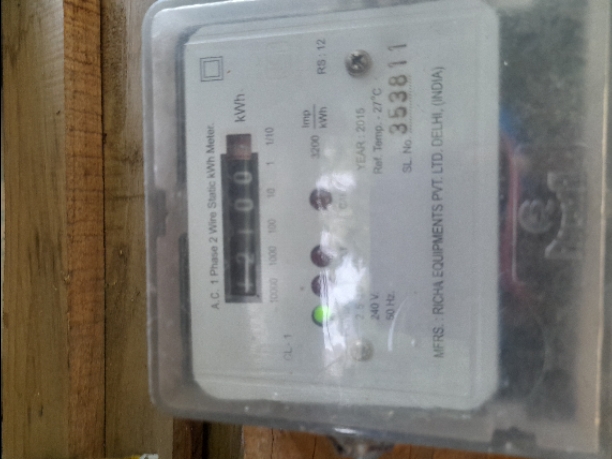 A.C. 1 Phase 2 Wire Static kWh Meter.
kWh
10000 1000 100 10 1 1/10
CL - 1
Imp
3200 kWh
RS : 12
240 V.
50 Hz.
YEAR : 2015
Ref. Temp. - 27°C
SL. No. 353811
MFRS. : RICHA EQUIPMENTS PVT. LTD. DELHI, (INDIA)